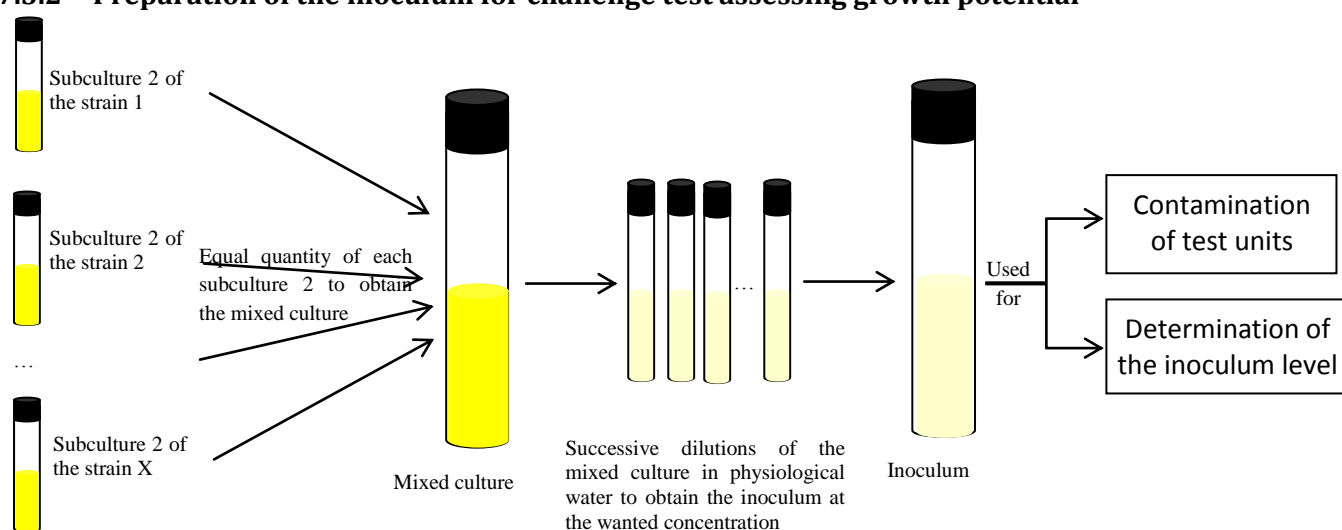 Preparation of the inoculum for challenge test assessing growth potential
Subculture 2 of
the strain 1
Subculture 2 of
the strain 2
Equal quantity of each
subculture 2 to obtain
the mixed culture
…
Subculture 2 of
the strain X
Mixed culture
…
Successive dilutions of the
mixed culture in physiological
water to obtain the inoculum at
the wanted concentration
Inoculum
Used
for
Contamination
of test units
Determination of
the inoculum level